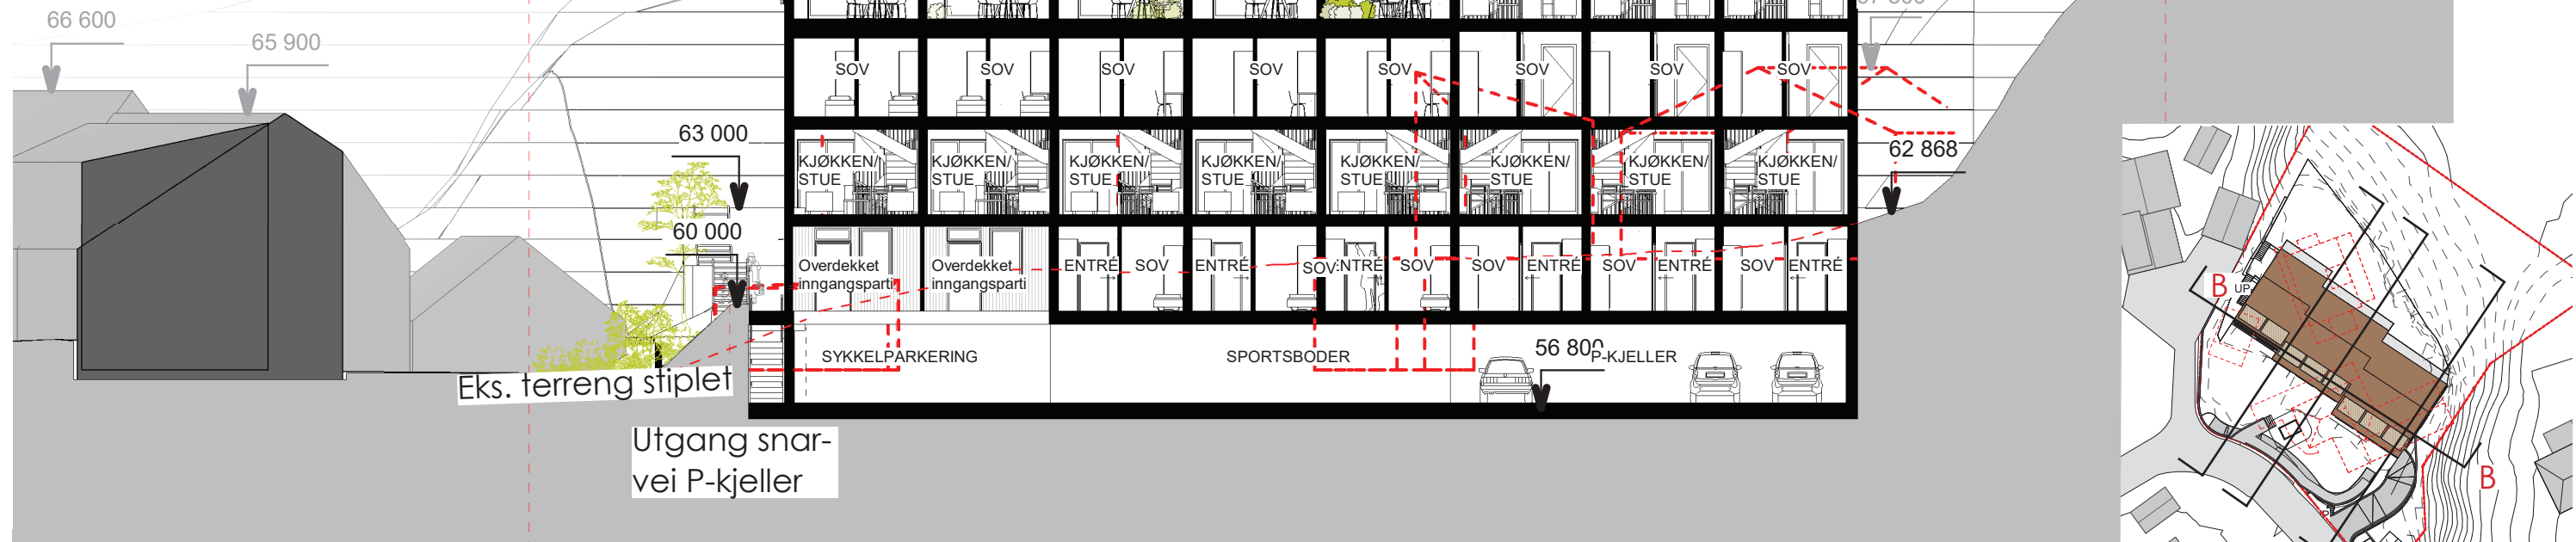 66 600
65 900
SOV SOV SOV SOV SOV SOV SOV SOV
63 000
62 868
KJØKKEN/ KJØKKEN/ KJØKKEN/ KJØKKEN/ KJØKKEN/ KJØKKEN/ KJØKKEN/ KJØKKEN/
STUE STUE STUE STUE STUE STUE STUE STUE
60 000
Overdekket Overdekket
inngangsparti inngangsparti
ENTRÉ SOV ENTRÉ SOV ENTRÉ SOV SOV ENTRÉ SOV ENTRÉ SOV ENTRÉ
SYKKELPARKERING
SPORTSBODER
56 800
P-KJELLER
Eks. terreng stiplet
Utgang snar-
vei P-kjeller
B
UP
B